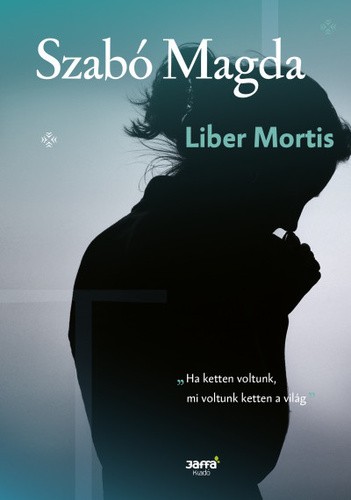 Szabó Magda
Liber Mortis
„Ha ketten voltunk,
mi voltunk ketten a világ”
Jaffa
Kiadó